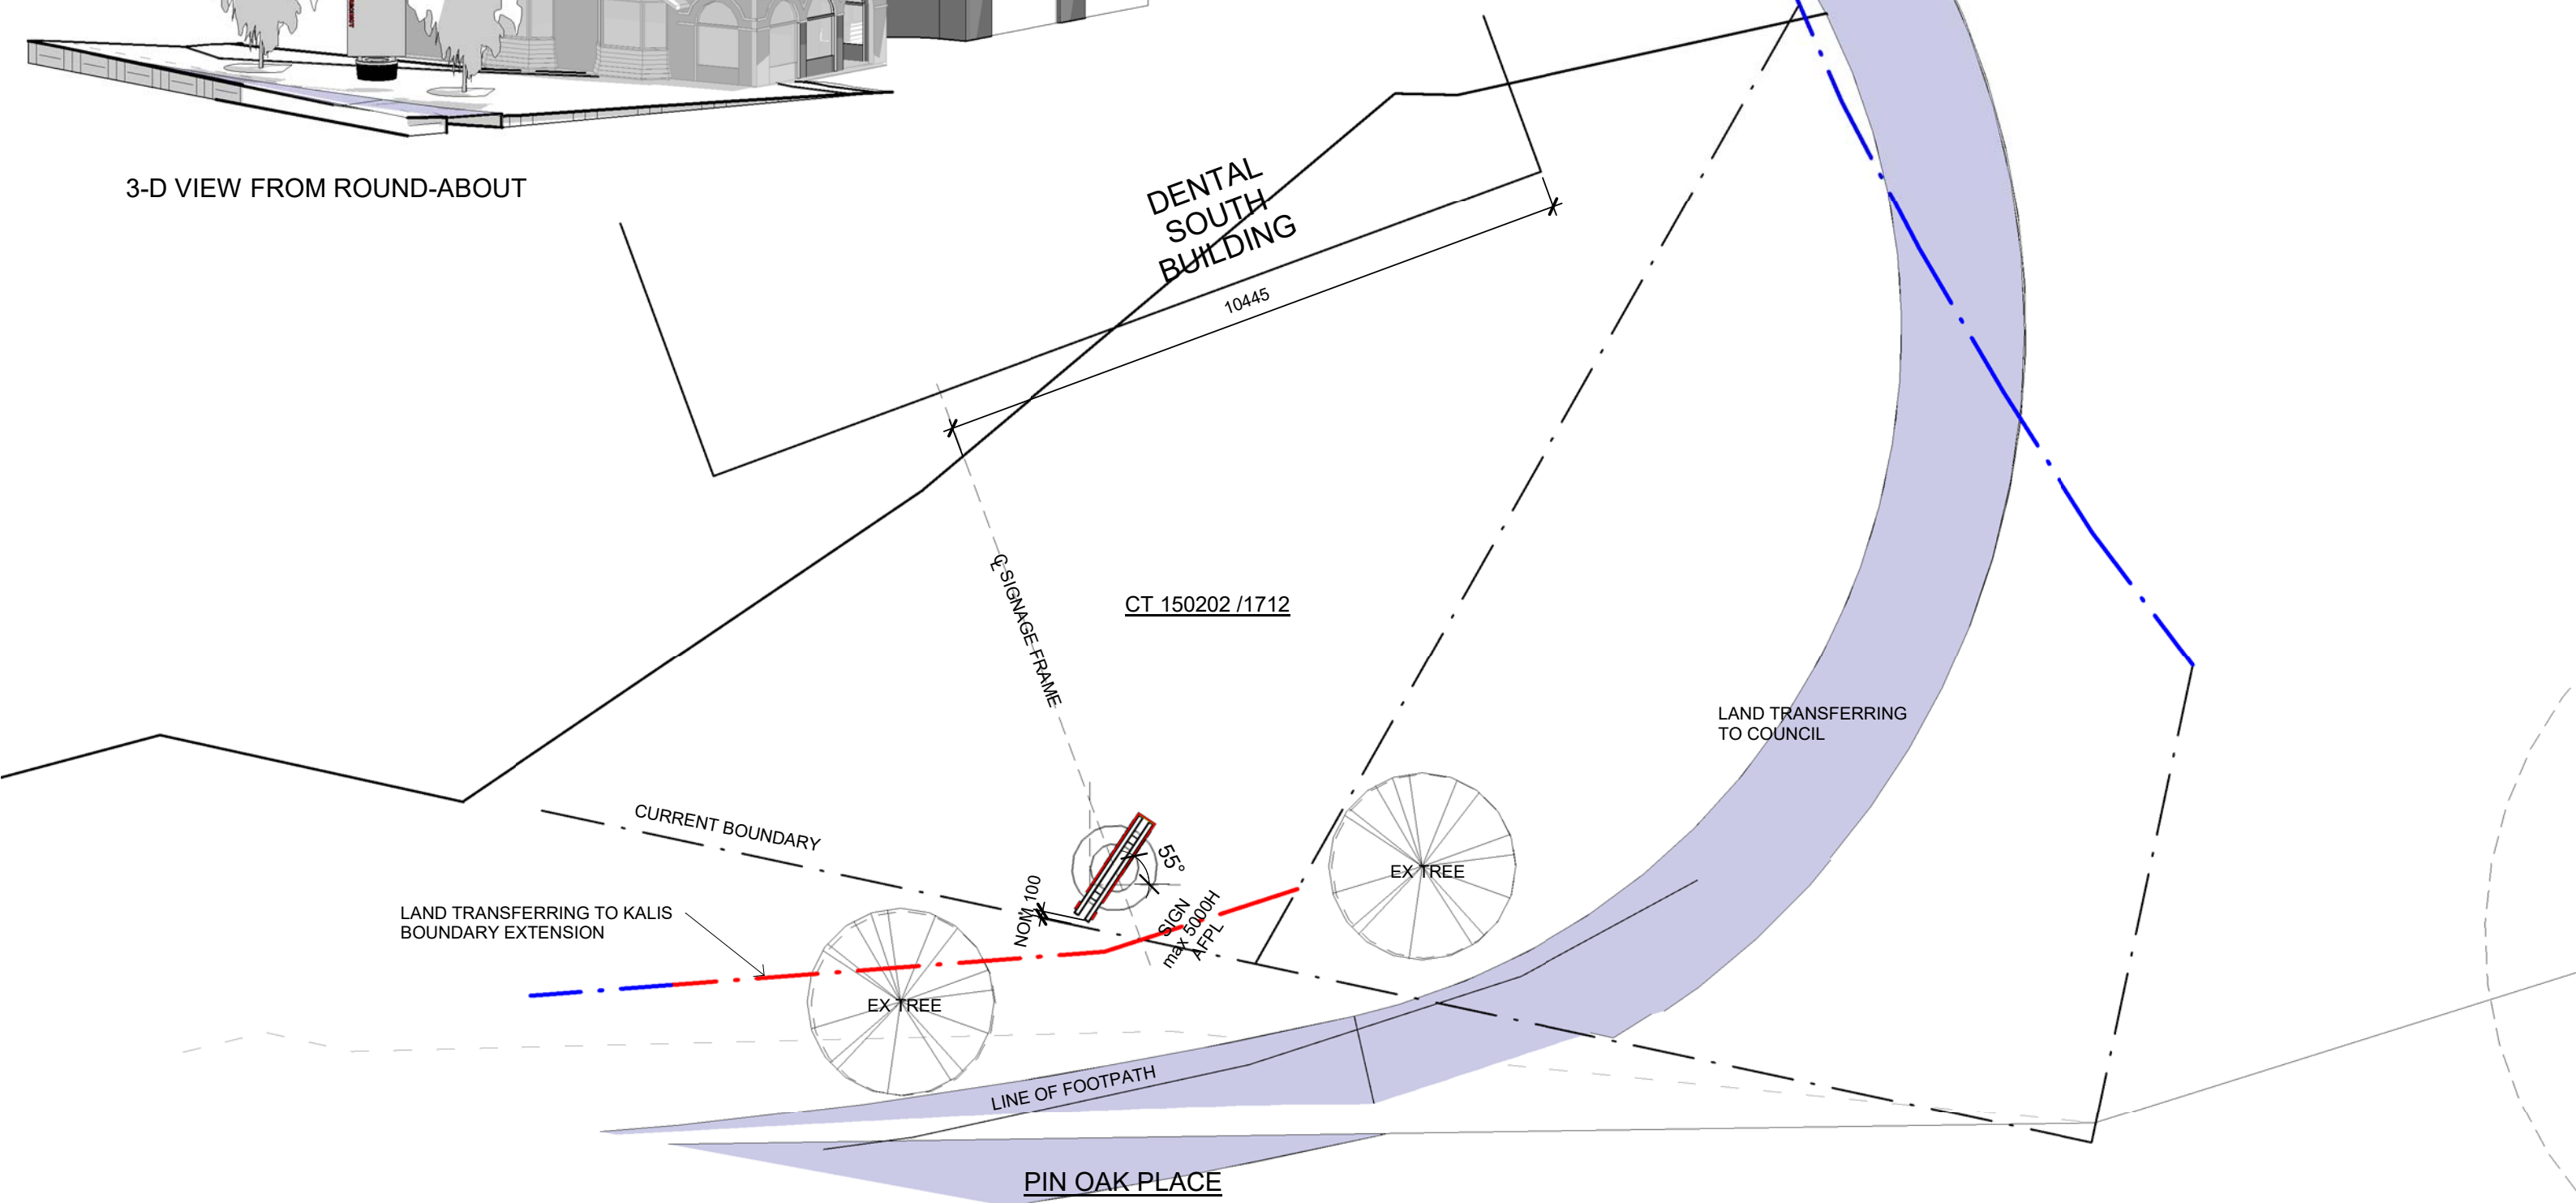 3-D VIEW FROM ROUND-ABOUT
DENTAL
SOUTH
BUILDING
10445
℄ SIGNAGE FRAME
CT 150202 /1712
LAND TRANSFERRING
TO COUNCIL
CURRENT BOUNDARY
55°
EX TREE
NOM 100
SIGN
max 5000H
AFPL
LAND TRANSFERRING TO KALIS
BOUNDARY EXTENSION
EX TREE
LINE OF FOOTPATH
PIN OAK PLACE